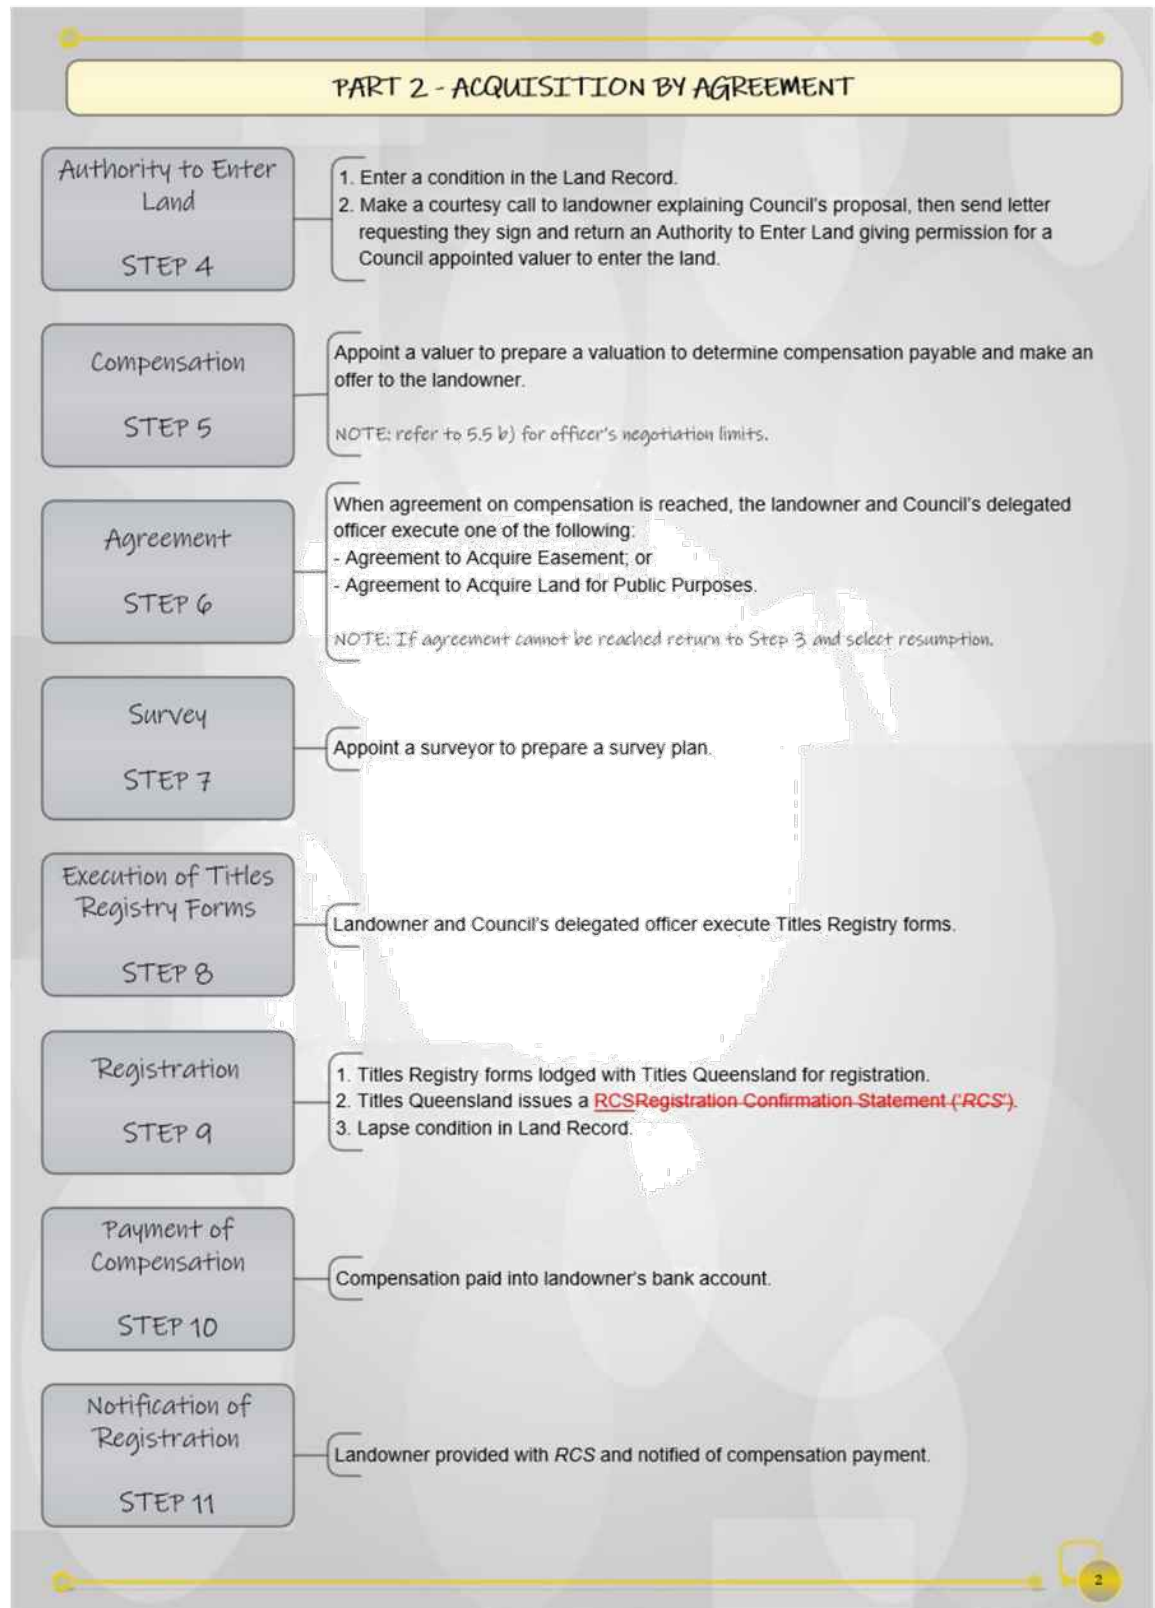 PART 2 - ACQUISITION BY AGREEMENT
Authority to Enter
Land
STEP 4
1. Enter a condition in the Land Record.
2. Make a courtesy call to landowner explaining Council's proposal, then send letter
requesting they sign and return an Authority to Enter Land giving permission for a
Council appointed valuer to enter the land.
Compensation
STEP 5
Appoint a valuer to prepare a valuation to determine compensation payable and make an
offer to the landowner.
NOTE: refer to 5.5 b) for officer's negotiation limits.
Agreement
STEP 6
When agreement on compensation is reached, the landowner and Council's delegated
officer execute one of the following:
- Agreement to Acquire Easement; or
- Agreement to Acquire Land for Public Purposes.
NOTE: If agreement cannot be reached return to Step 3 and select resumption.
Survey
STEP 7
Appoint a surveyor to prepare a survey plan.
Execution of Titles
Registry Forms
STEP 8
Landowner and Council's delegated officer execute Titles Registry forms.
Registration
STEP 9
1. Titles Registry forms lodged with Titles Queensland for registration.
2. Titles Queensland issues a RCSRegistration Confirmation Statement ('RCS').
3. Lapse condition in Land Record.
Payment of
Compensation
STEP 10
Compensation paid into landowner's bank account.
Notification of
Registration
STEP 11
Landowner provided with RCS and notified of compensation payment.
2